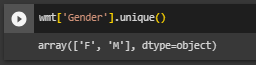 wmt['Gender'].unique()
array(['F', 'M'], dtype=object)